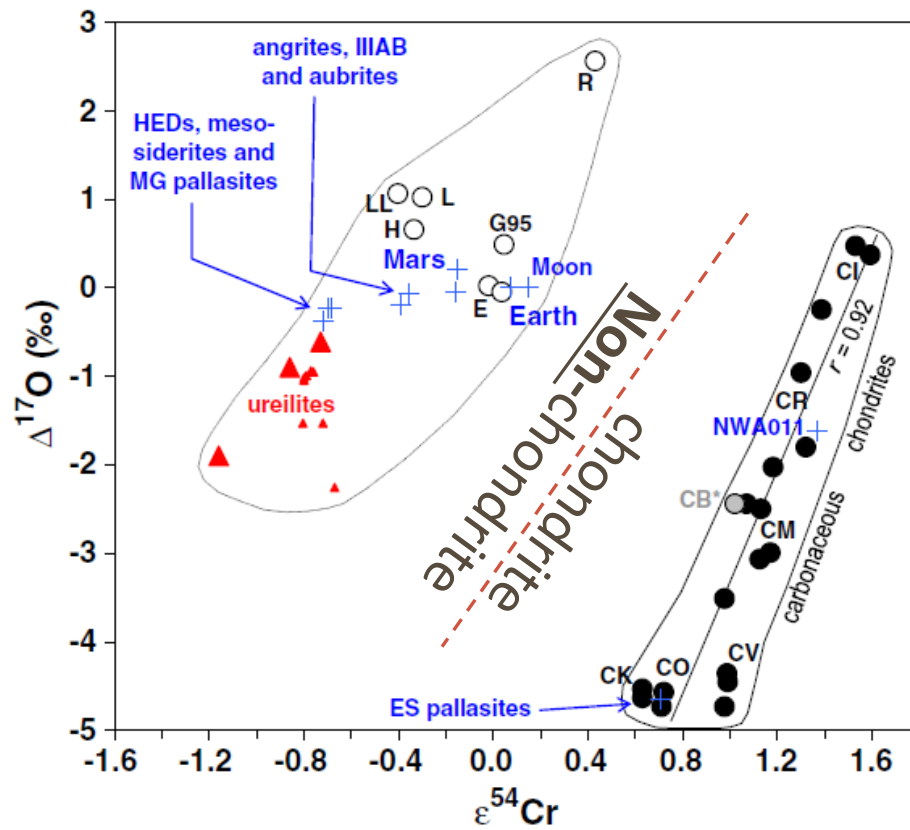 3
2
1
0
-1
-2
-3
-4
-5
Δ¹⁷O (‰)
-1.6
-1.2
-0.8
-0.4
0.0
0.4
0.8
1.2
1.6
ε⁵⁴Cr
angrites, IIIAB
and aubrites
HEDs, meso-
siderites and
MG pallasites
R
LL
L
H
G95
Mars
Moon
E
Earth
ureilites
Non-chondrite
chondrite
CI
r = 0.92
CR
NWA011
CB*
CM
carbonaceous chondrites
CV
CK
CO
ES pallasites